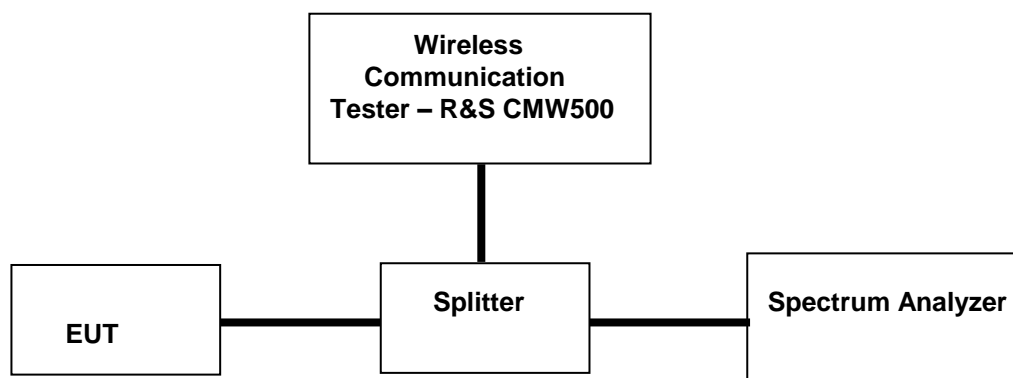 Wireless
Communication
Tester – R&S CMW500
EUT
Splitter
Spectrum Analyzer